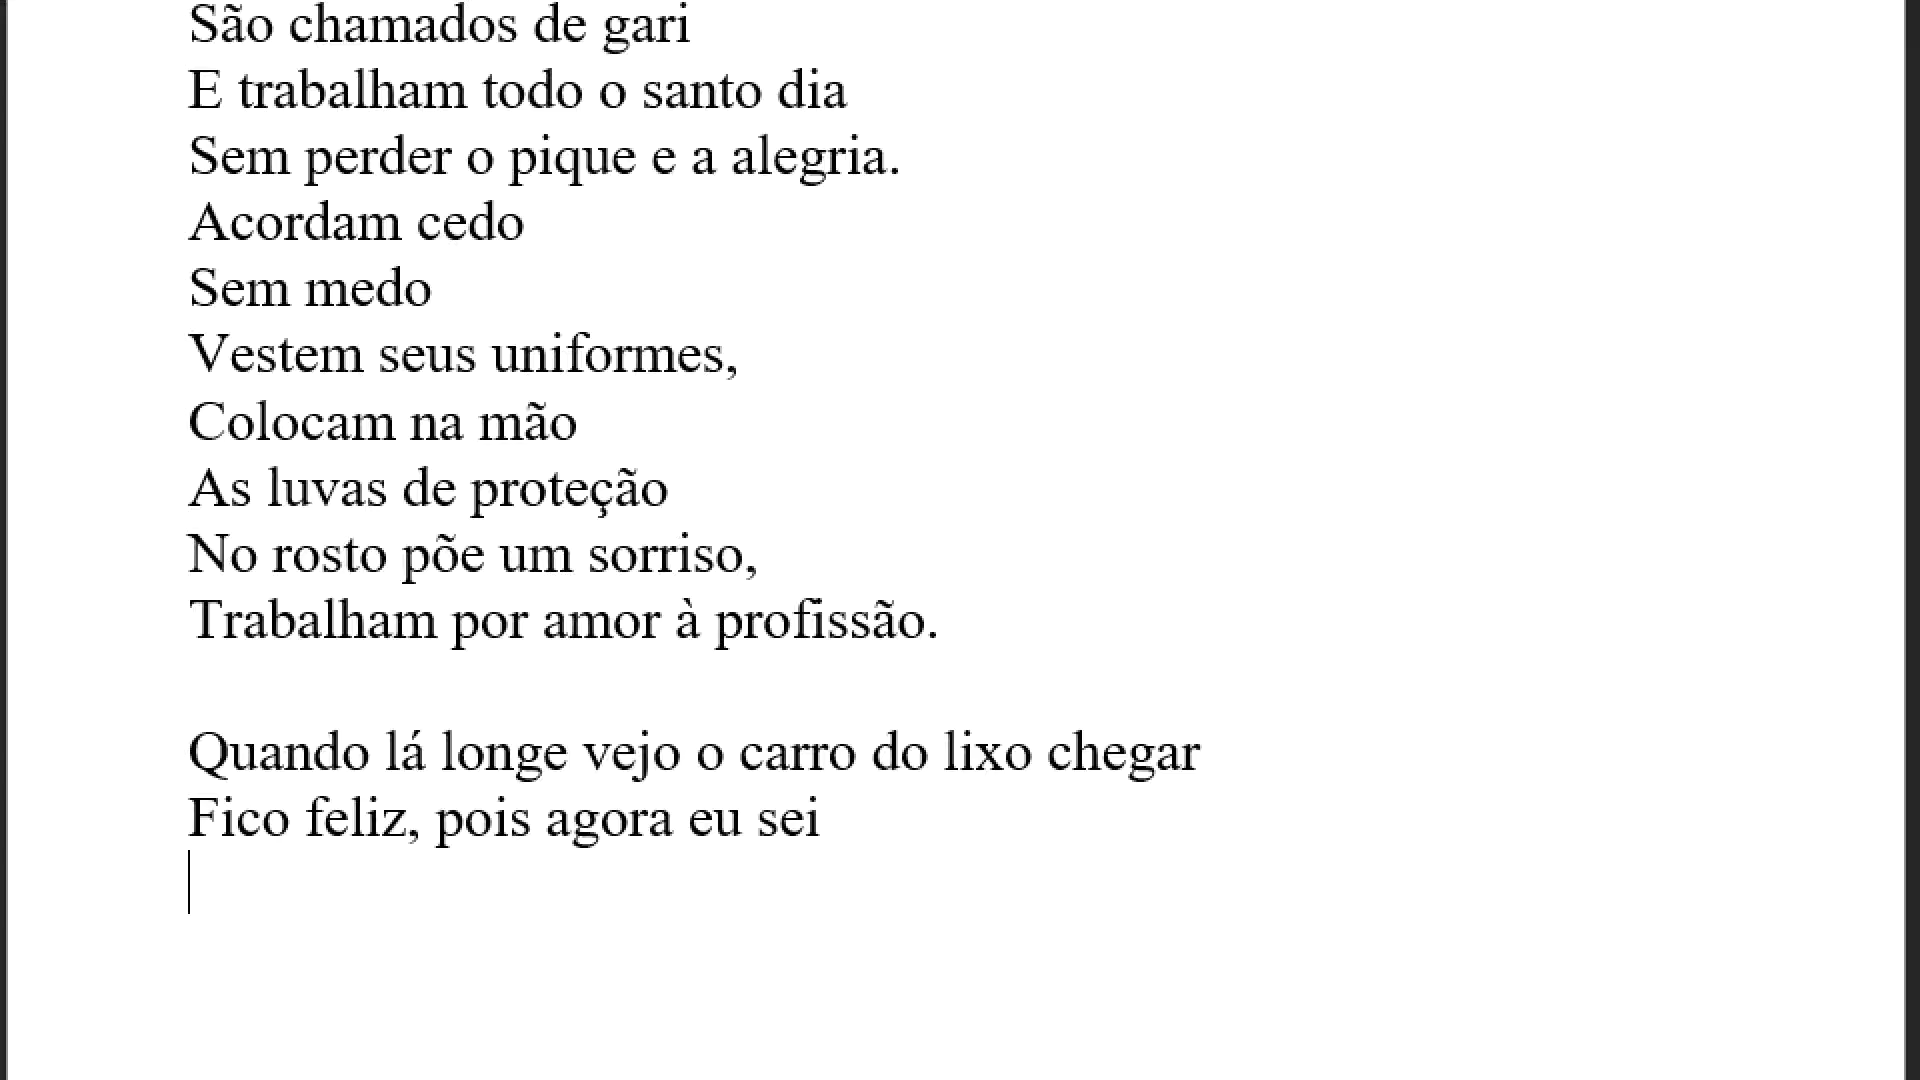 São chamados de gari
E trabalham todo o santo dia
Sem perder o pique e a alegria.
Acordam cedo
Sem medo
Vestem seus uniformes,
Colocam na mão
As luvas de proteção
No rosto põe um sorriso,
Trabalham por amor à profissão.

Quando lá longe vejo o carro do lixo chegar
Fico feliz, pois agora eu sei